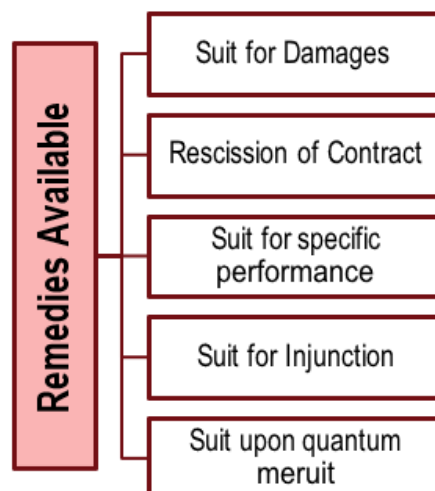 Remedies Available
Suit for Damages
Rescission of Contract
Suit for specific
performance
Suit for Injunction
Suit upon quantum
meruit